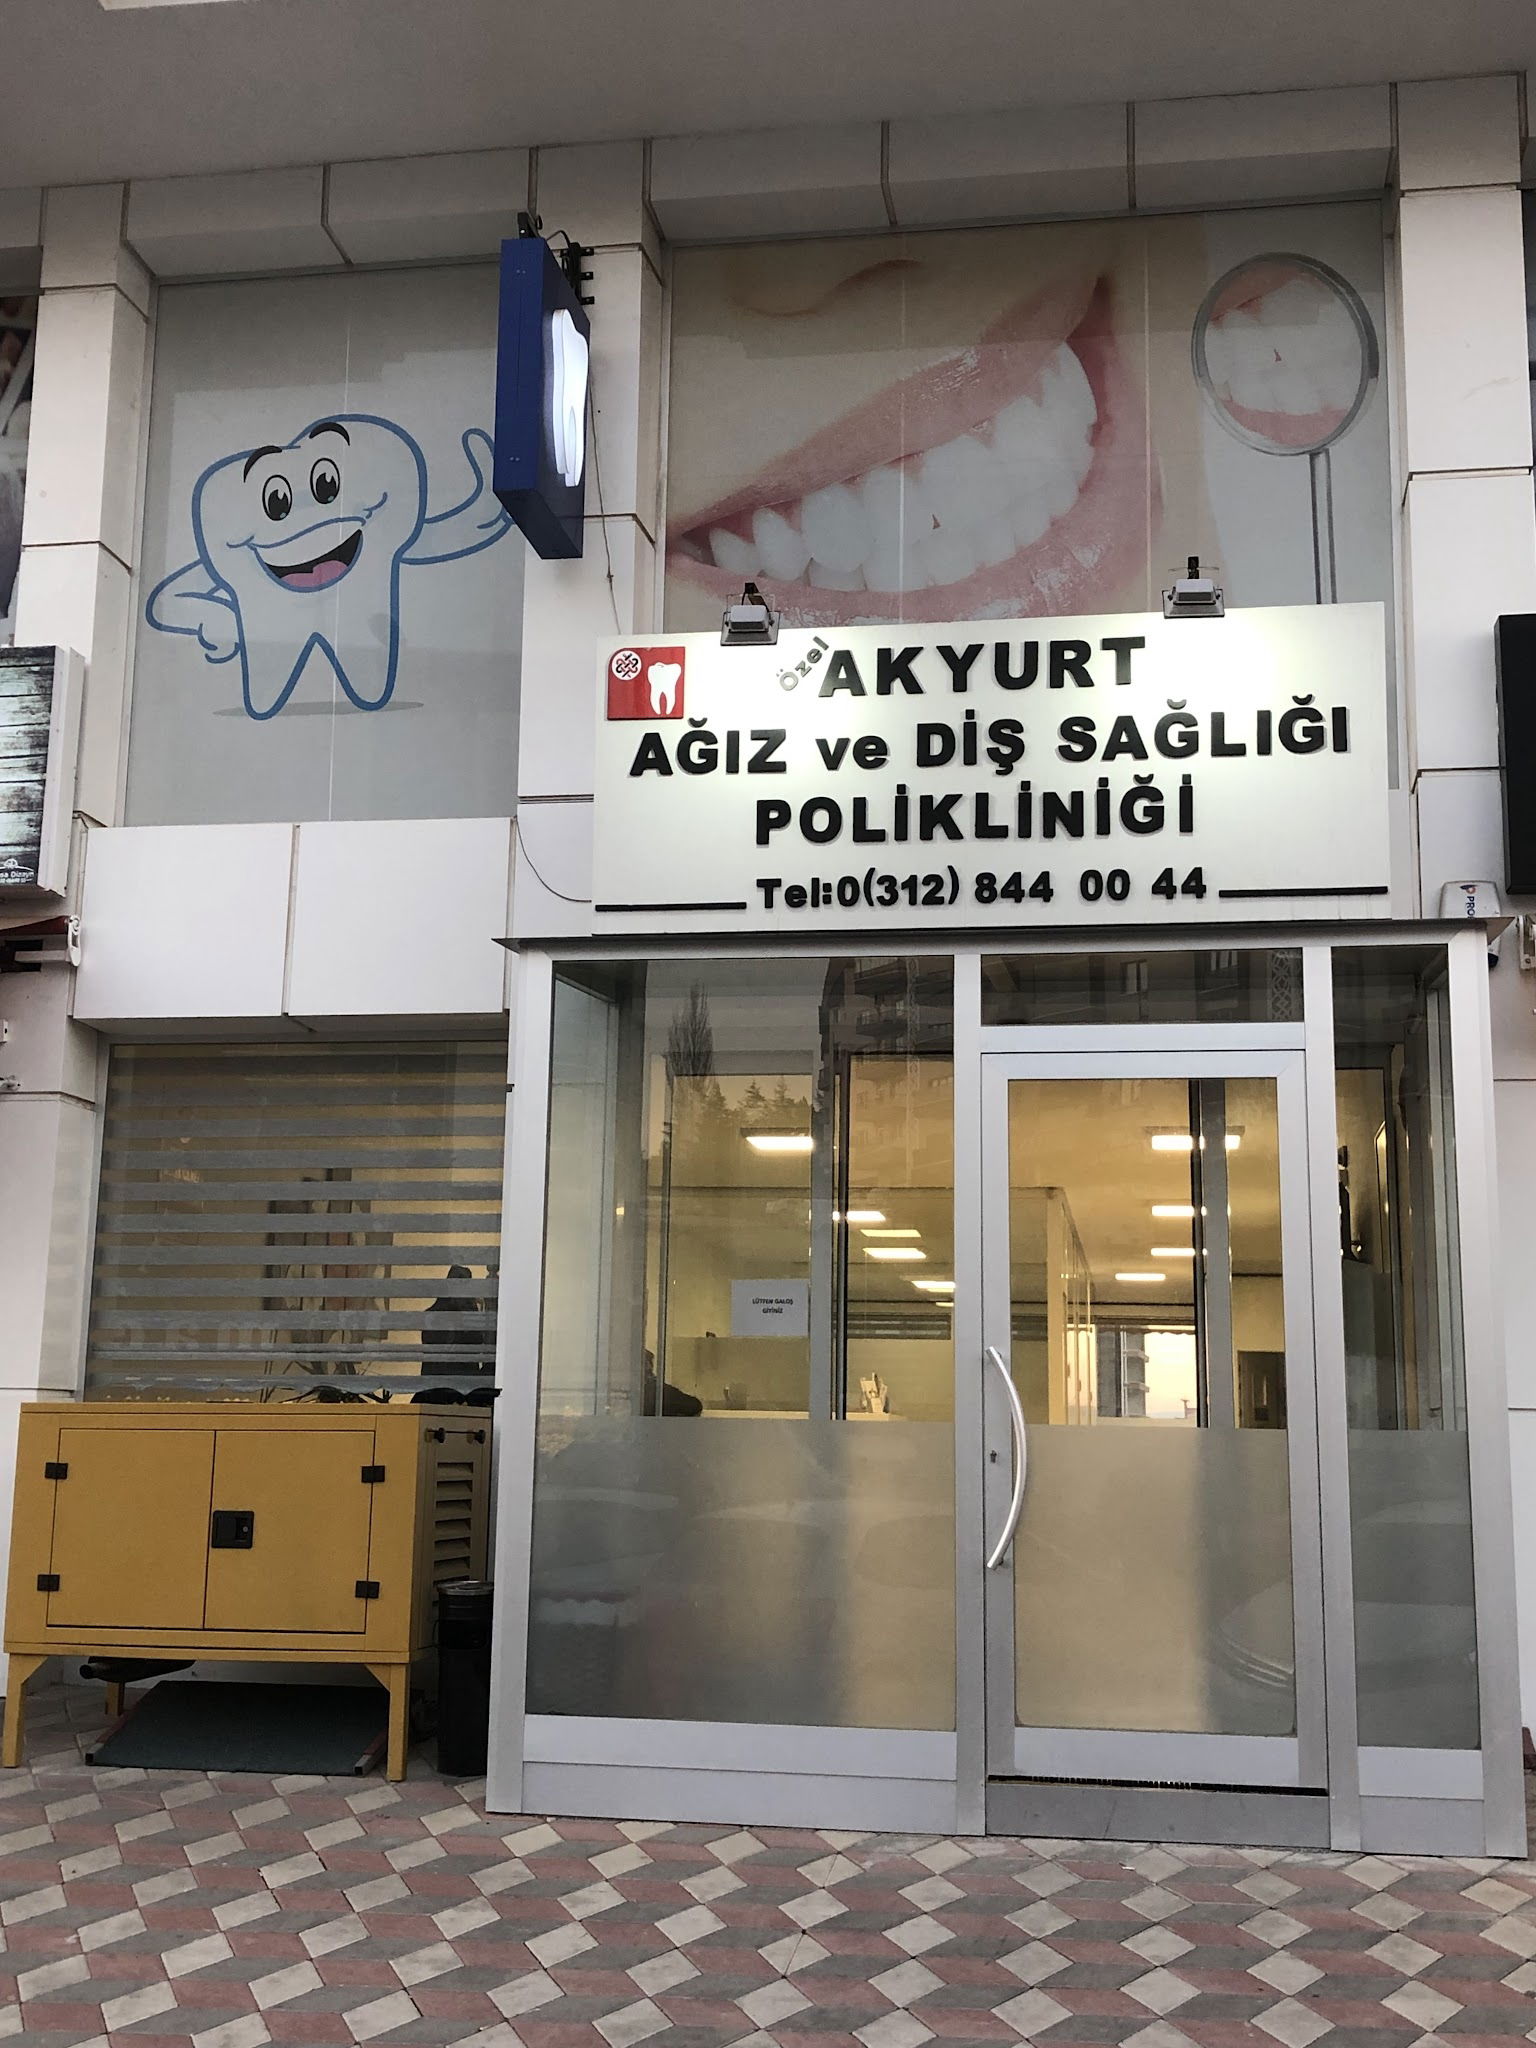 Özel AKYURT
AĞIZ ve DİŞ SAĞLIĞI
POLİKLİNİĞİ
Tel:0(312) 844 00 44
LÜTFEN GALOŞ
GİYİNİZ